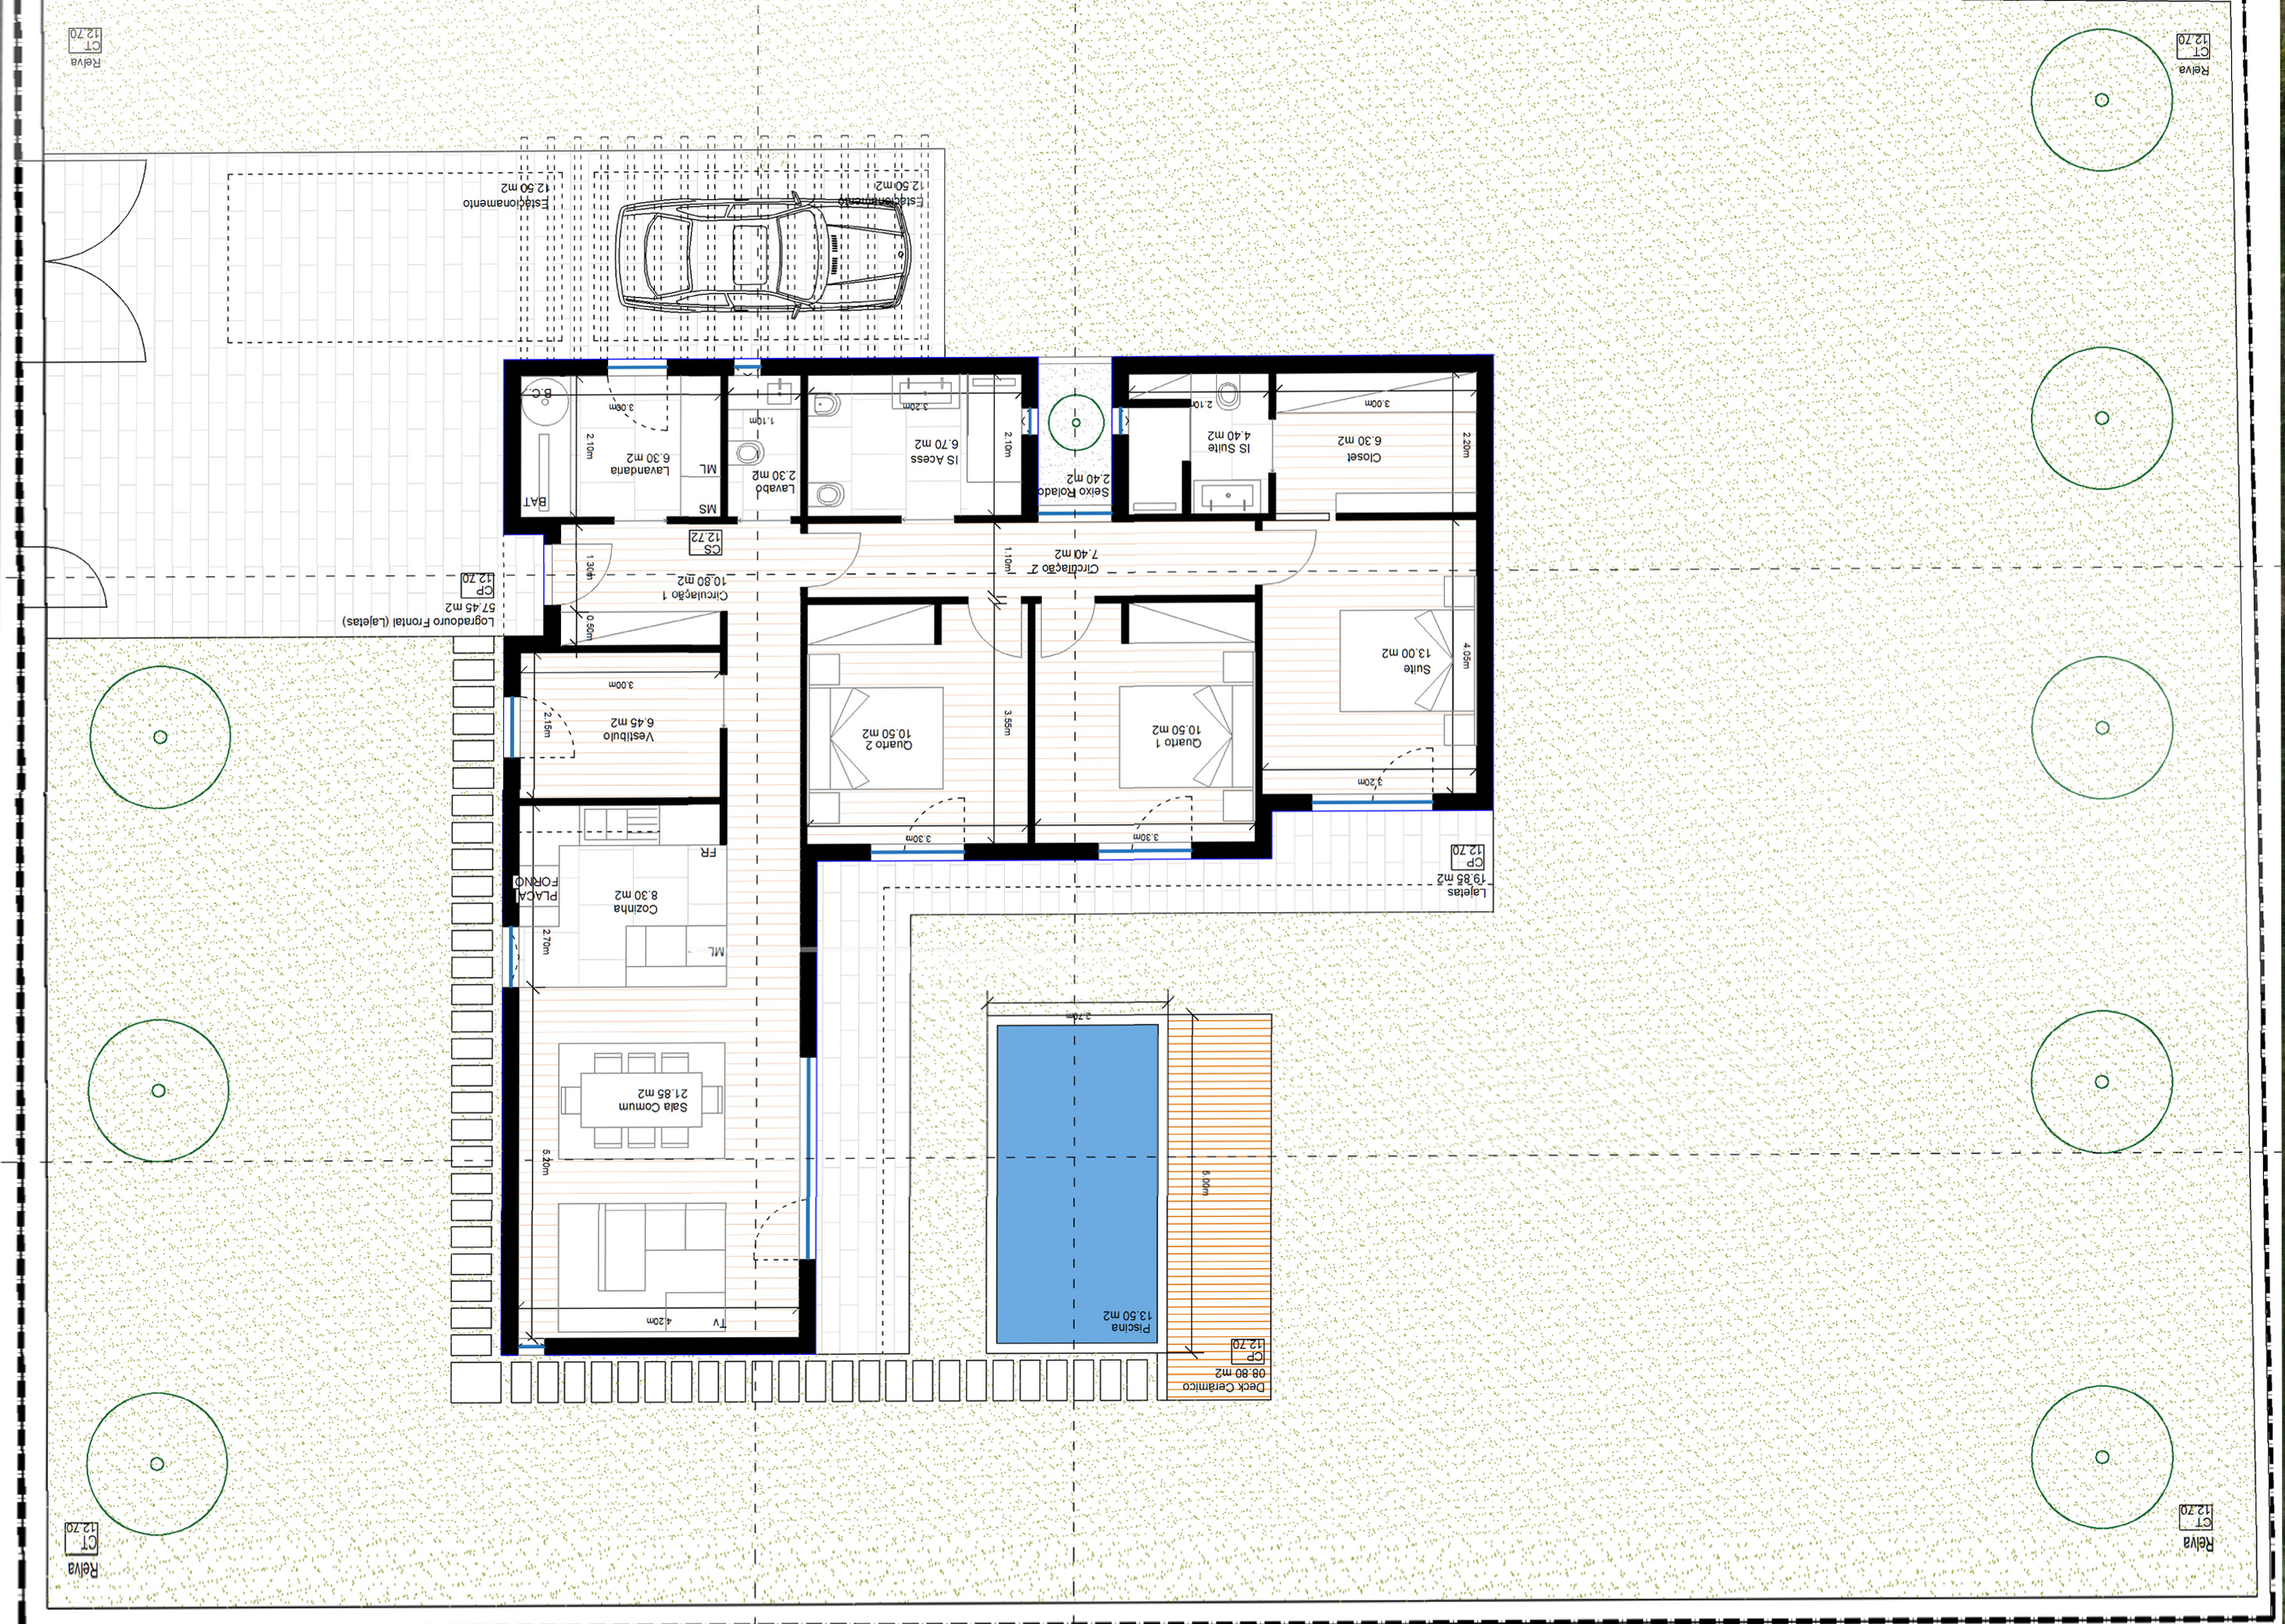 Relva
CT
12.70
Relva
CT
12.70
Deck Cerâmico
08.80 m2
CP
12.70
Piscina
13.50 m2
6.00m
2.70m
Tv
4.20m
5.20m
Sala Comum
21.85 m2
ML
2.70m
Cozinha
8.30 m2
PLACA
FORNO
FR
Lajetas
19.85 m2
CP
12.70
3.20m
3.30m
3.30m
Suite
13.00 m2
4.05m
Quarto 1
10.50 m2
Quarto 2
10.50 m2
3.55m
Vestíbulo
6.45 m2
2.15m
3.00m
Logradouro Frontal (Lajetas)
57.45 m2
CP
12.70
0.50m
1.30m
Circulação 1
10.80 m2
CS
12.72
Circulação 2
7.40 m2
1.10m
Closet
6.30 m2
2.20m
3.00m
IS Suite
4.40 m2
2.10m
Seixo Rolado
2.40 m2
IS Acess
6.70 m2
2.10m
3.20m
Lavabo
2.30 m2
1.10m
MS
ML
Lavandaria
6.30 m2
2.10m
3.00m
BAT
B.C.
Estacionamento
12.50 m2
Estacionamento
12.50 m2
Relva
CT
12.70
Relva
CT
12.70